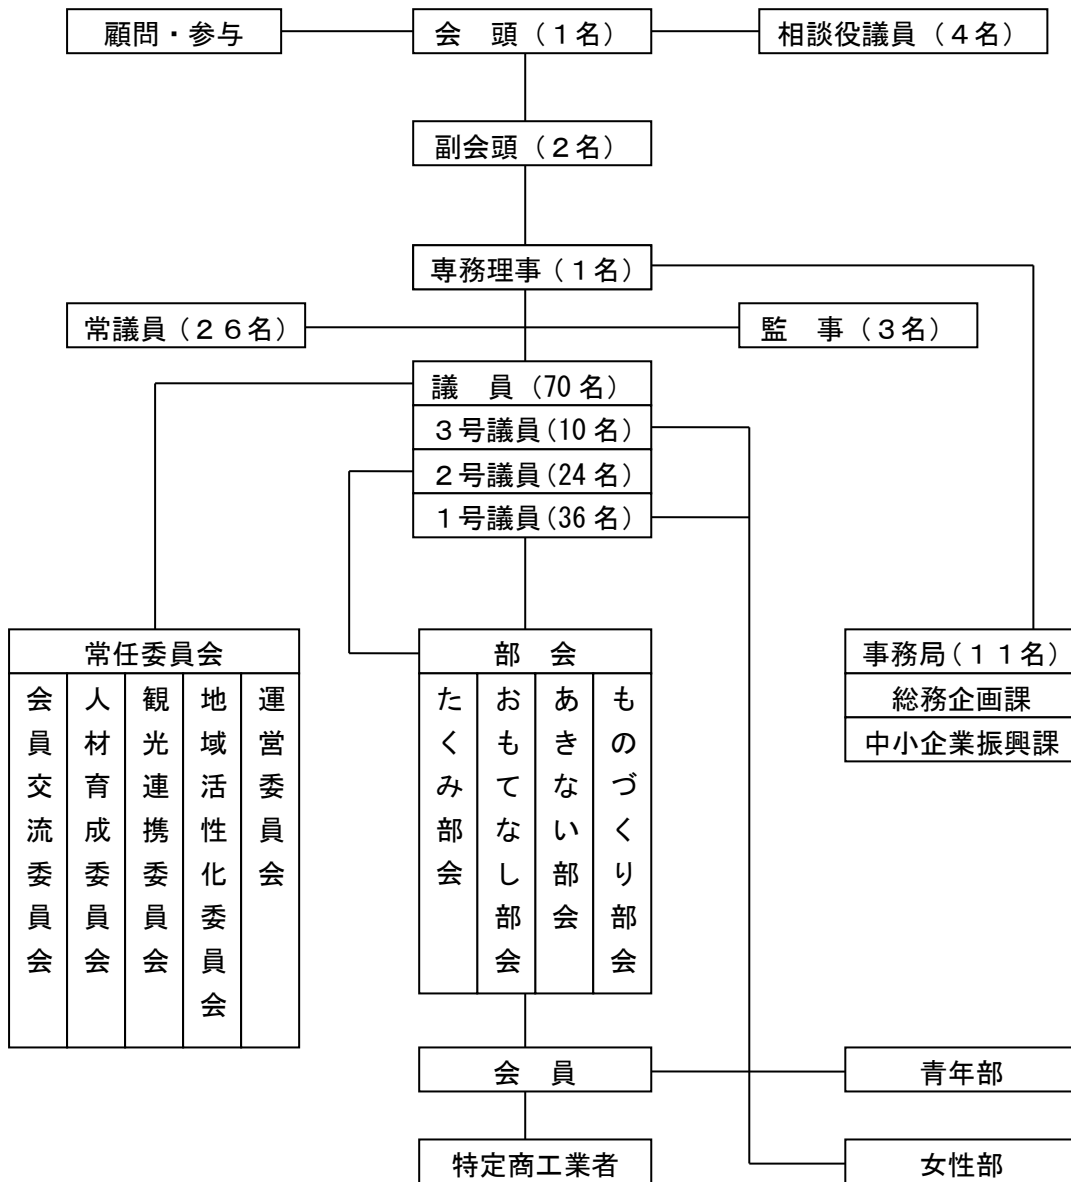 顧問・参与
会　頭（１名）
相談役議員（４名）
副会頭（２名）
専務理事（１名）
常議員（２６名）
監　事（３名）
議　員（70 名）
３号議員（10 名）
２号議員（24 名）
１号議員（36 名）
常任委員会
運営委員会
地域活性化委員会
観光連携委員会
人材育成委員会
会員交流委員会
部　会
ものづくり部会
あきない部会
おもてなし部会
たくみ部会
事務局（１１名）
総務企画課
中小企業振興課
会　員
青年部
特定商工業者
女性部